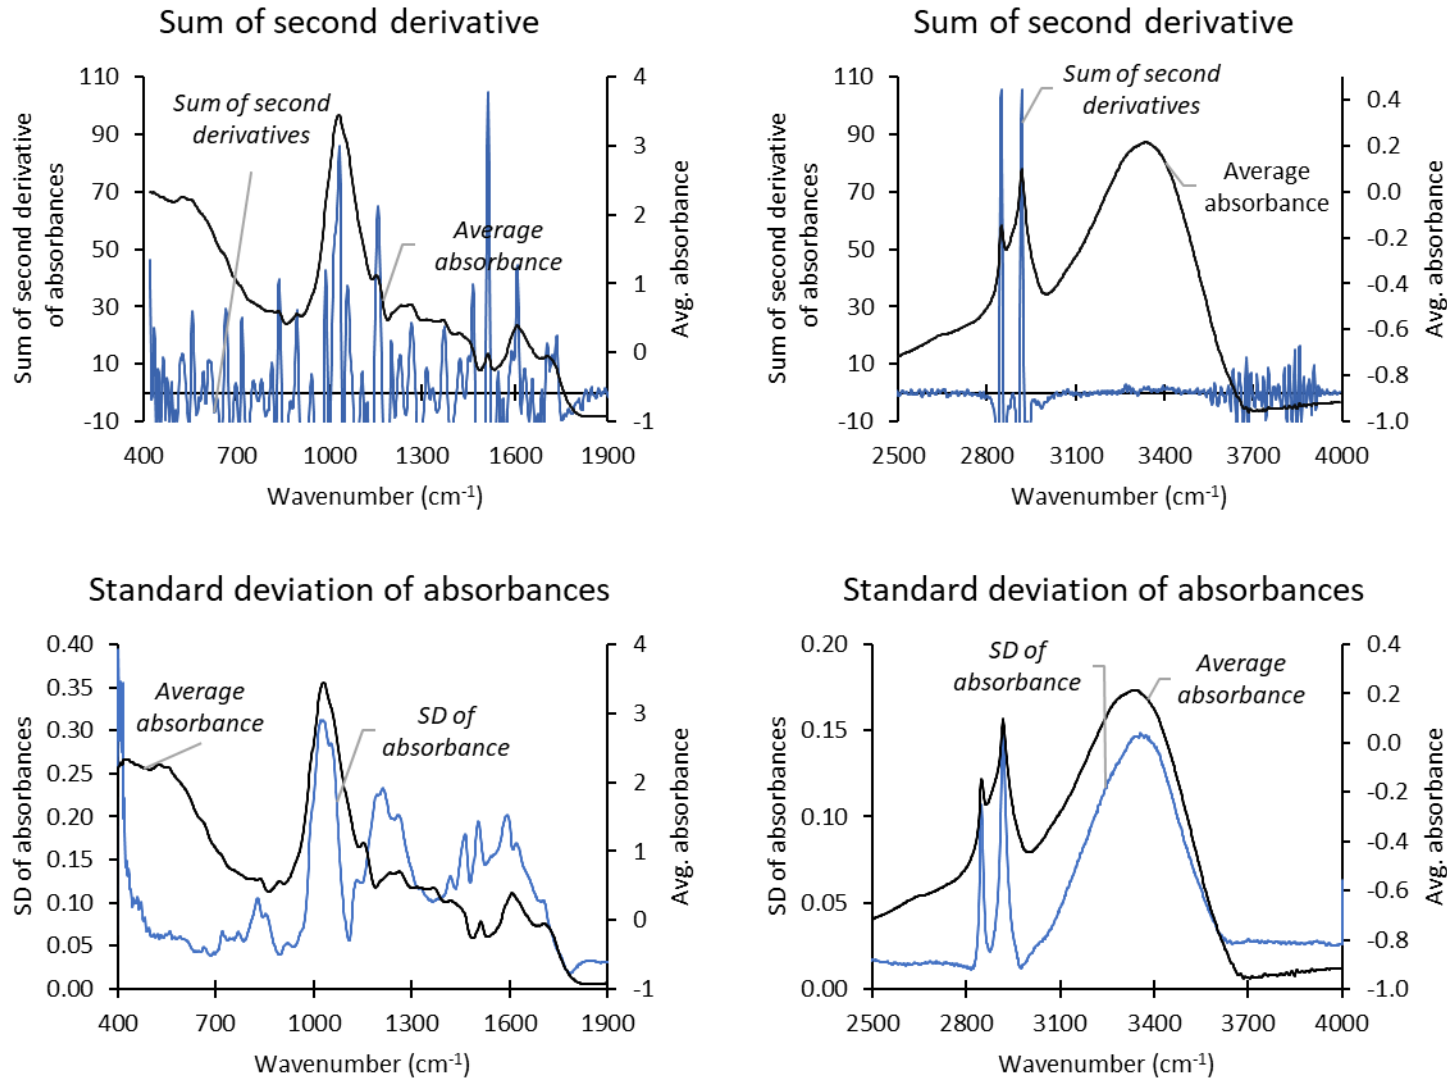 Sum of second derivative
Sum of second derivative of absorbances
110
90
70
50
30
10
-10
Sum of second
derivatives
Average
absorbance
4
3
2
1
0
-1
Avg. absorbance
400 700 1000 1300 1600 1900
Wavenumber (cm-1)
Sum of second derivative
Sum of second derivative
of absorbances
110
90
70
50
30
10
-10
Sum of second
derivatives
Average
absorbance
0.4
0.2
0.0
-0.2
-0.4
-0.6
-0.8
-1.0
Avg. absorbance
2500 2800 3100 3400 3700 4000
Wavenumber (cm-1)
Standard deviation of absorbances
SD of absorbances
0.40
0.35
0.30
0.25
0.20
0.15
0.10
0.05
0.00
Average
absorbance
SD of
absorbance
4
3
2
1
0
-1
Avg. absorbance
400 700 1000 1300 1600 1900
Wavenumber (cm-1)
Standard deviation of absorbances
SD of absorbances
0.20
0.15
0.10
0.05
0.00
SD of
absorbance
Average
absorbance
0.4
0.2
0.0
-0.2
-0.4
-0.6
-0.8
-1.0
Avg. absorbance
2500 2800 3100 3400 3700 4000
Wavenumber (cm-1)